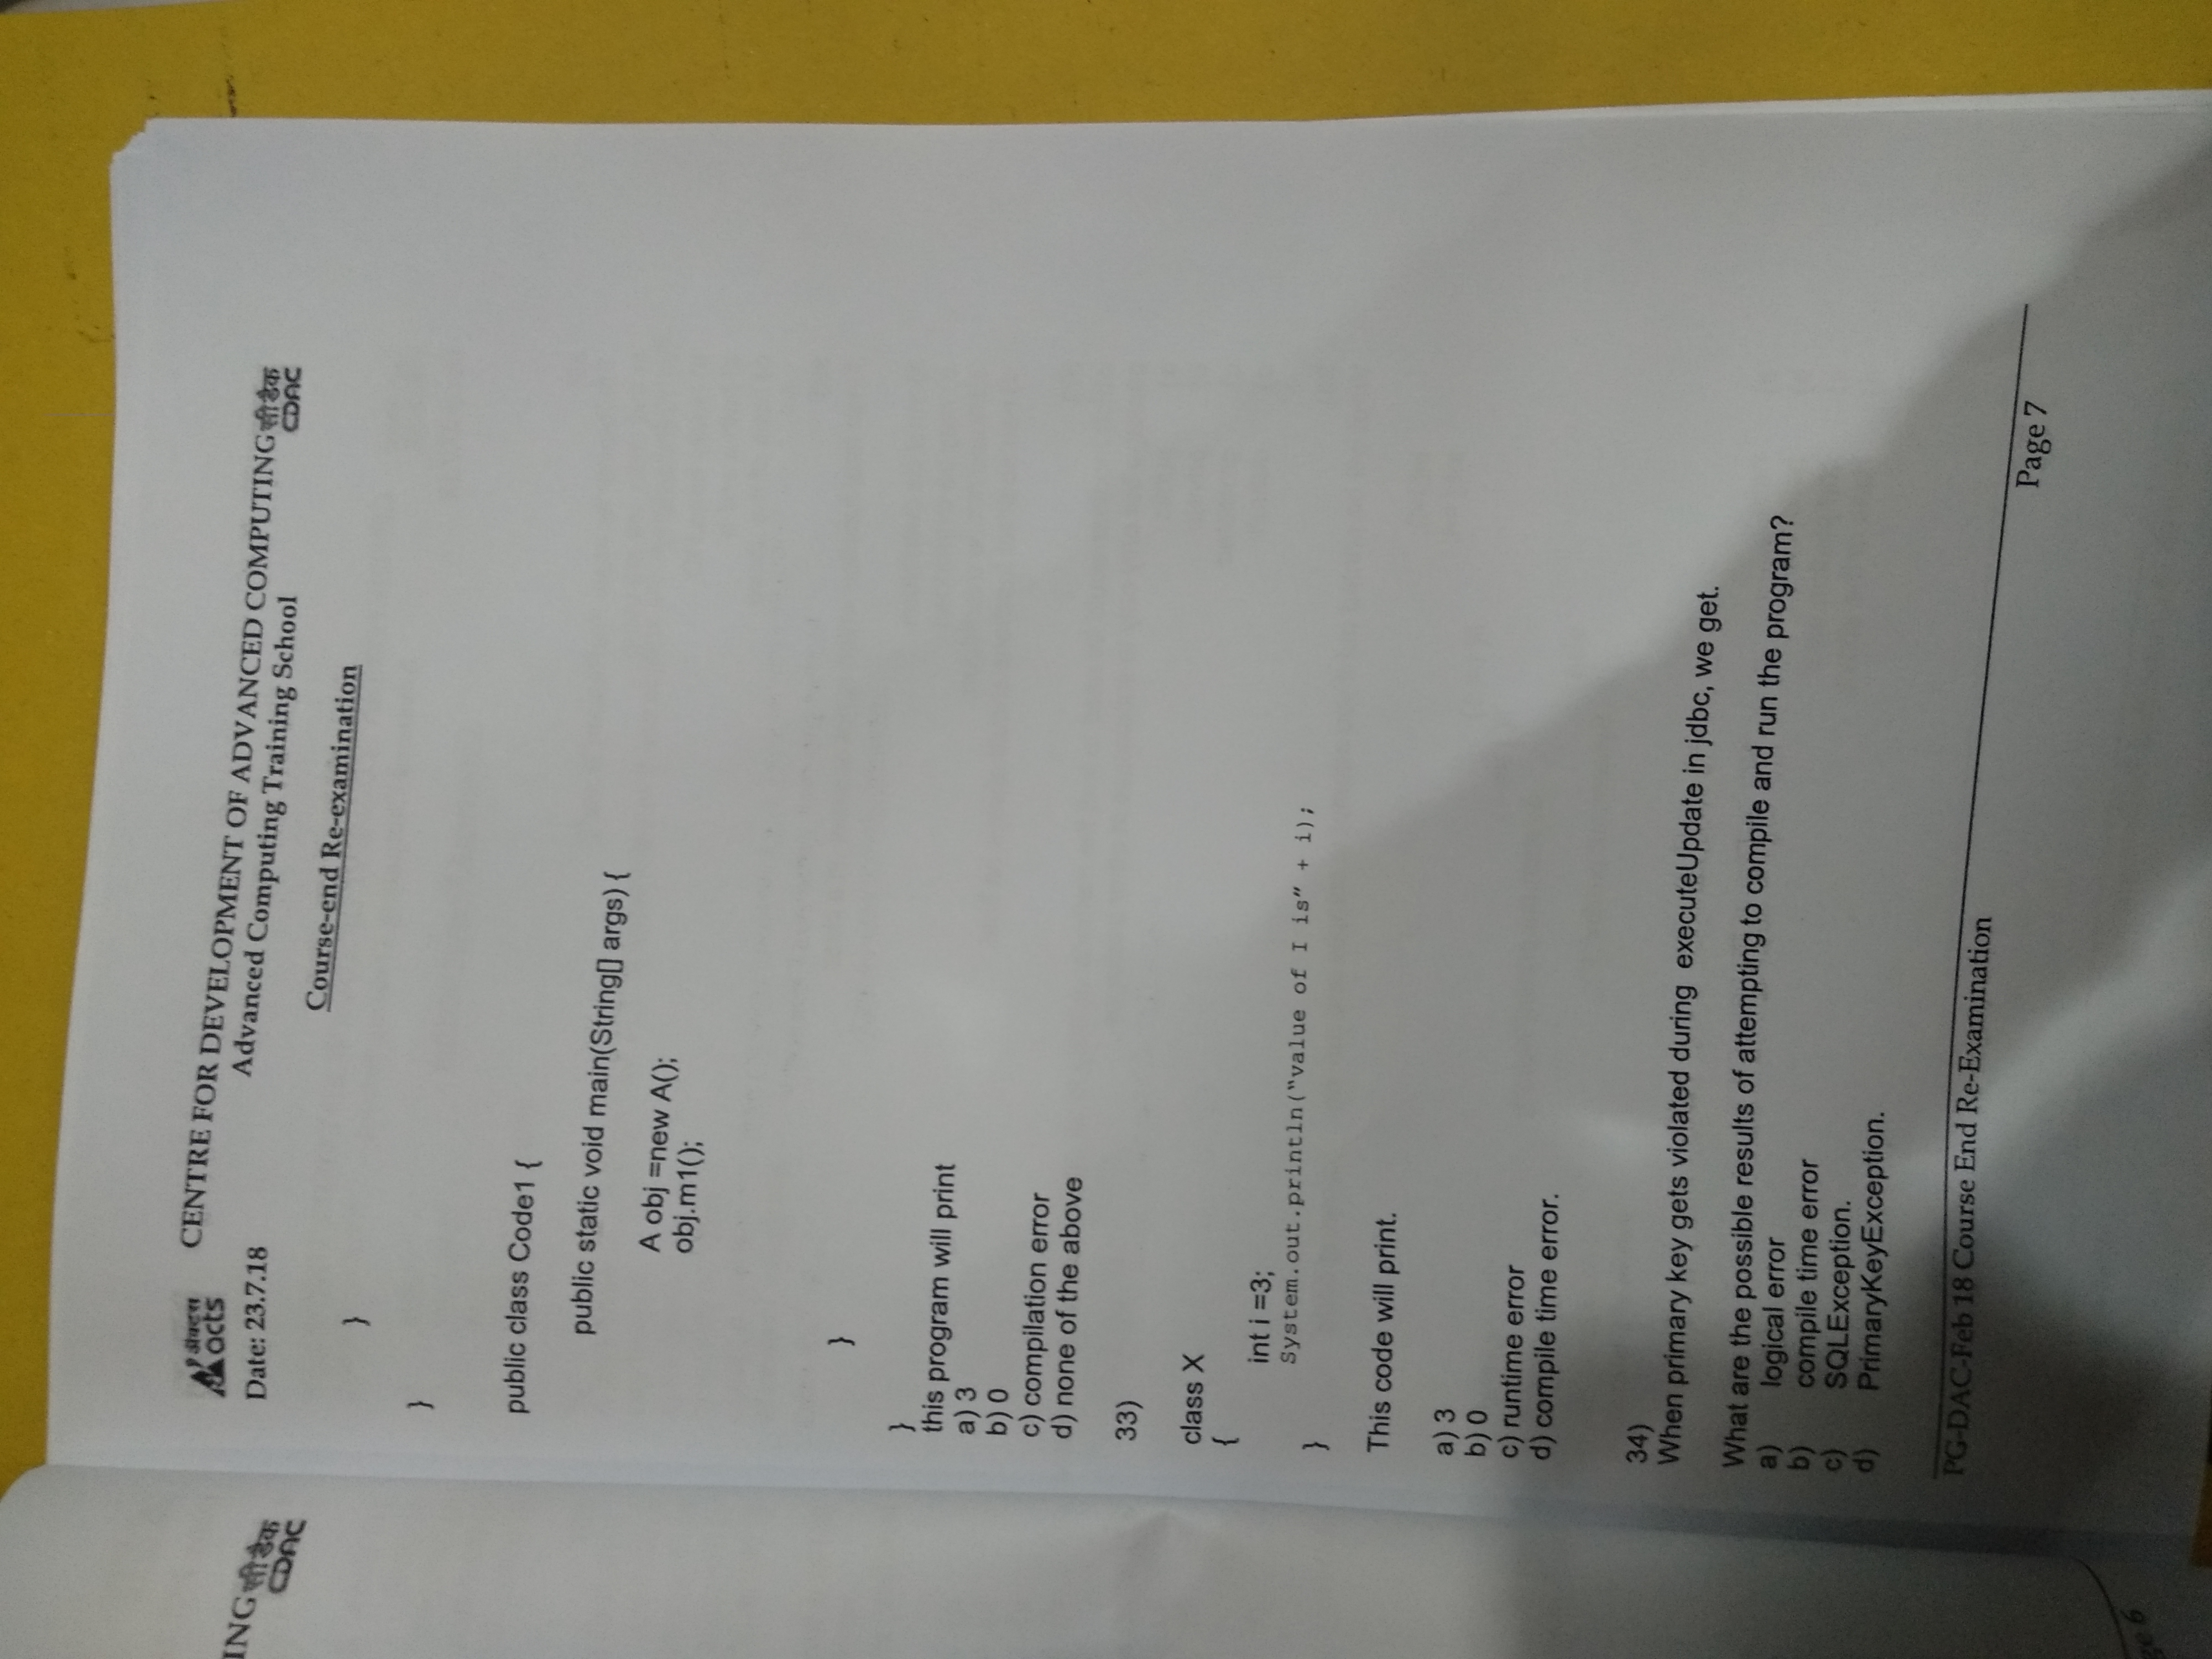 ING सीडैक
CDAC
ऍक्टस
acts
CENTRE FOR DEVELOPMENT OF ADVANCED COMPUTING सीडैक
CDAC
Date: 23.7.18
Advanced Computing Training School
Course-end Re-examination
}
}
public class Code1 {
public static void main(String[] args) {
A obj =new A();
obj.m1();
}
}
this program will print
a) 3
b) 0
c) compilation error
d) none of the above
33)
class X
{
int i =3;
System.out.println("value of I is” + i);
}
This code will print.
a) 3
b) 0
c) runtime error
d) compile time error.
34)
When primary key gets violated during executeUpdate in jdbc, we get.
What are the possible results of attempting to compile and run the program?
a) logical error
b) compile time error
c) SQLException.
d) PrimaryKeyException.
PG-DAC-Feb 18 Course End Re-Examination
Page 7
ge 6